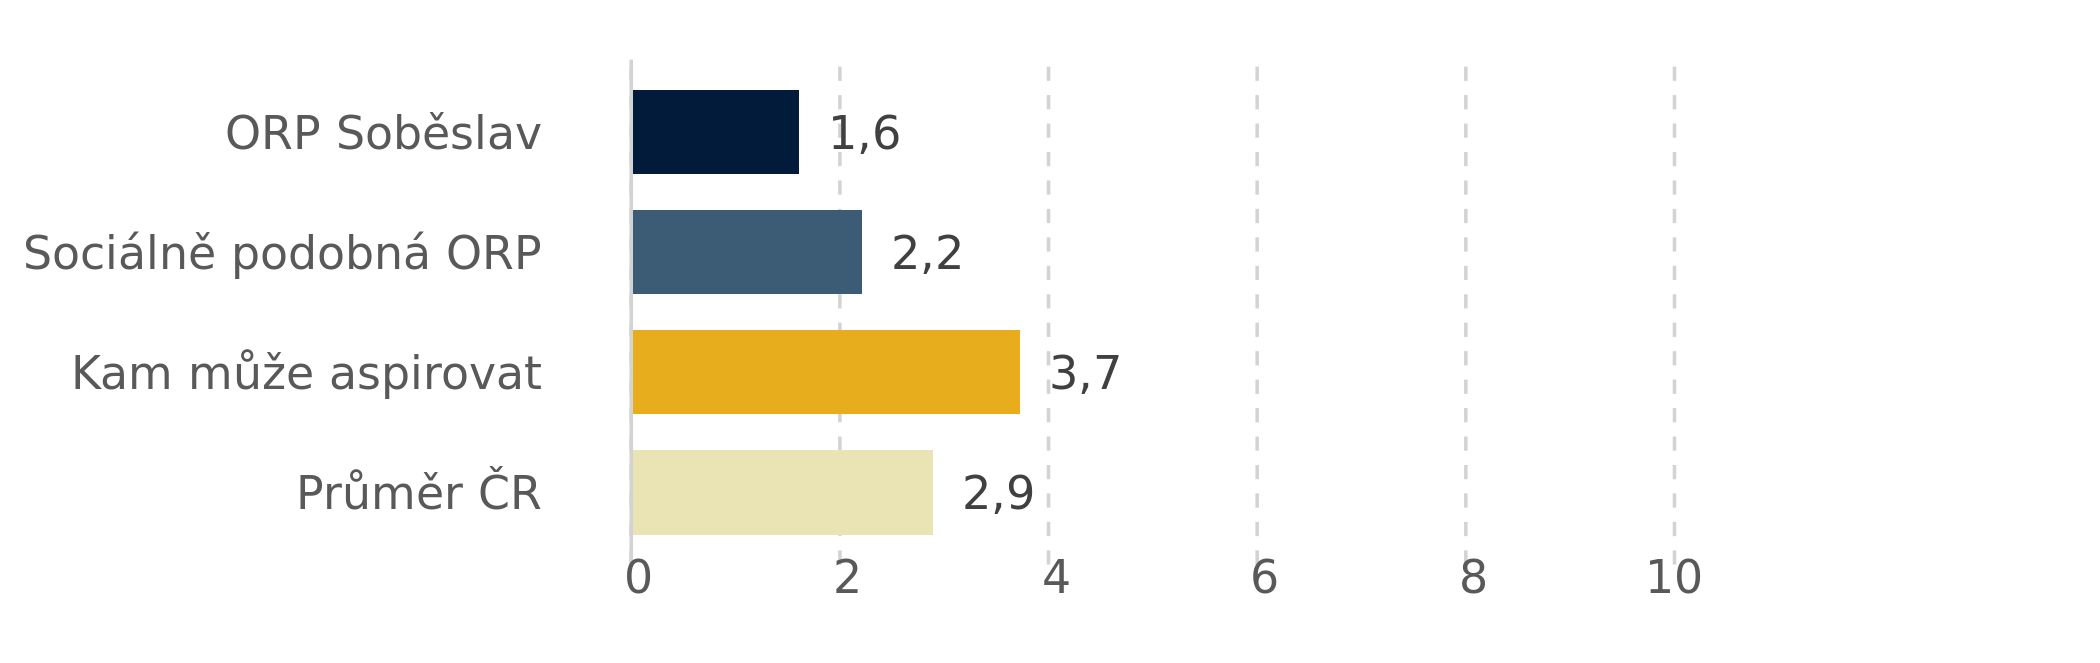 ORP Soběslav 1,6
Sociálně podobná ORP 2,2
Kam může aspirovat 3,7
Průměr ČR 2,9
0 2 4 6 8 10